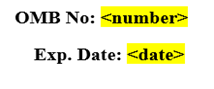 OMB No: <number>
Exp. Date: <date>